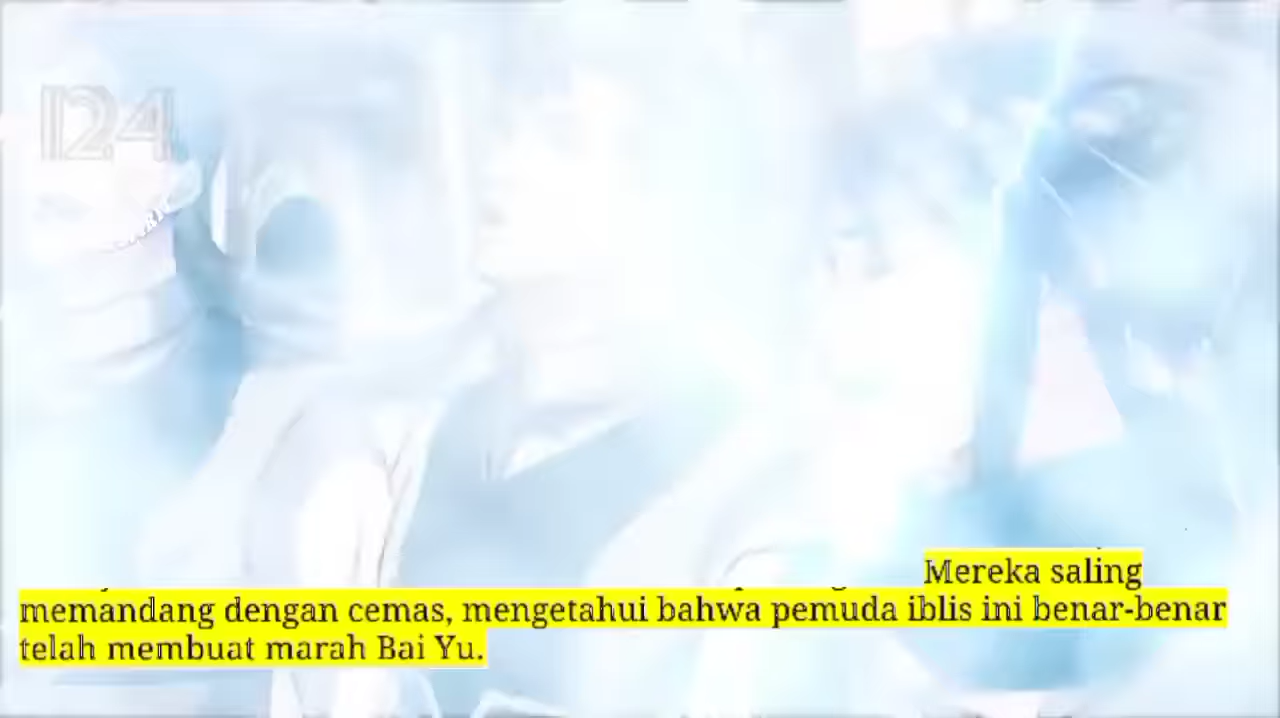 124
Mereka saling
memandang dengan cemas, mengetahui bahwa pemuda iblis ini benar-benar
telah membuat marah Bai Yu.